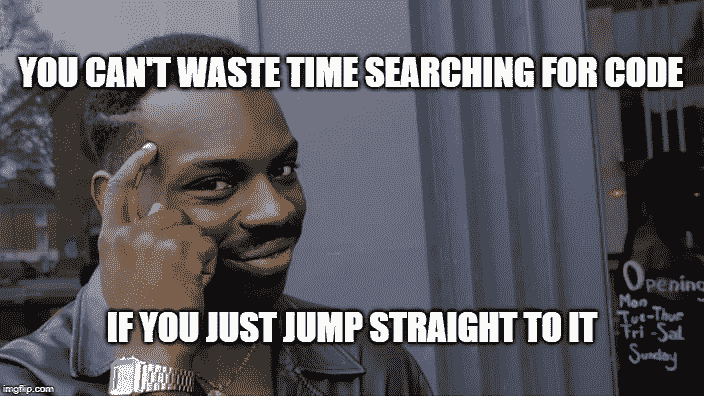 YOU CAN'T WASTE TIME SEARCHING FOR CODE
IF YOU JUST JUMP STRAIGHT TO IT
Opening
Mon
Tue-Thur
Fri -Sat
Sunday
imgflip.com